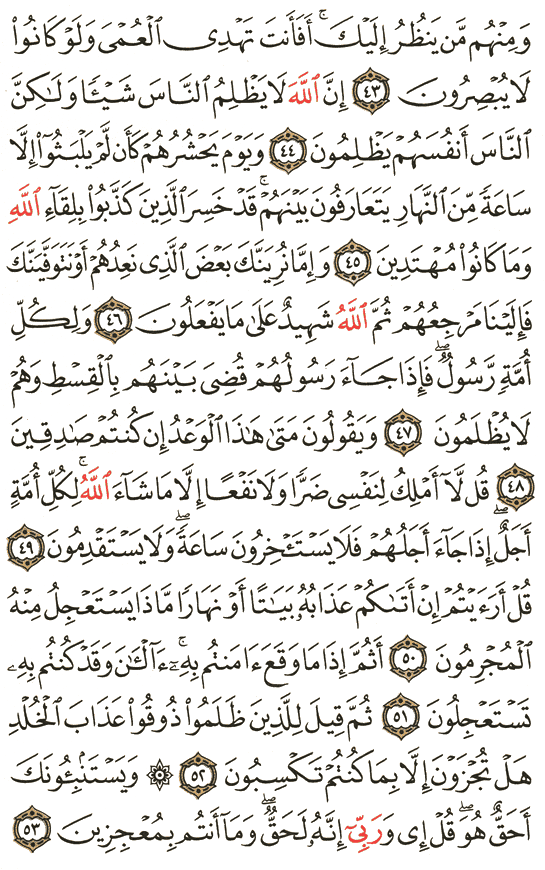 وَمِنْهُم مَّن يَنظُرُ إِلَيْكَ ۚ أَفَأَنتَ تَهْدِى ٱلْعُمْىَ وَلَوْ كَانُوا۟
لَا يُبْصِرُونَ ﴿٤٣﴾ إِنَّ ٱللَّهَ لَا يَظْلِمُ ٱلنَّاسَ شَيْـًٔا وَلَـٰكِنَّ
ٱلنَّاسَ أَنفُسَهُمْ يَظْلِمُونَ ﴿٤٤﴾ وَيَوْمَ يَحْشُرُهُمْ كَأَن لَّمْ يَلْبَثُوٓا۟ إِلَّا
سَاعَةً مِّنَ ٱلنَّهَارِ يَتَعَارَفُونَ بَيْنَهُمْ ۚ قَدْ خَسِرَ ٱلَّذِينَ كَذَّبُوا۟ بِلِقَآءِ ٱللَّهِ
وَمَا كَانُوا۟ مُهْتَدِينَ ﴿٤٥﴾ وَإِمَّا نُرِيَنَّكَ بَعْضَ ٱلَّذِى نَعِدُهُمْ أَوْ نَتَوَفَّيَنَّكَ
فَإِلَيْنَا مَرْجِعُهُمْ ثُمَّ ٱللَّهُ شَهِيدٌ عَلَىٰ مَا يَفْعَلُونَ ﴿٤٦﴾ وَلِكُلِّ
أُمَّةٍ رَّسُولٌ ۖ فَإِذَا جَآءَ رَسُولُهُمْ قُضِىَ بَيْنَهُم بِٱلْقِسْطِ وَهُمْ
لَا يُظْلَمُونَ ﴿٤٧﴾ وَيَقُولُونَ مَتَىٰ هَـٰذَا ٱلْوَعْدُ إِن كُنتُمْ صَـٰدِقِينَ
﴿٤٨﴾ قُل لَّآ أَمْلِكُ لِنَفْسِى ضَرًّا وَلَا نَفْعًا إِلَّا مَا شَآءَ ٱللَّهُ ۗ لِكُلِّ أُمَّةٍ
أَجَلٌ ۚ إِذَا جَآءَ أَجَلُهُمْ فَلَا يَسْتَـْٔخِرُونَ سَاعَةً ۖ وَلَا يَسْتَقْدِمُونَ ﴿٤٩﴾
قُلْ أَرَءَيْتُمْ إِنْ أَتَىٰكُمْ عَذَابُهُۥ بَيَـٰتًا أَوْ نَهَارًا مَّاذَا يَسْتَعْجِلُ مِنْهُ
ٱلْمُجْرِمُونَ ﴿٥٠﴾ أَثُمَّ إِذَا مَا وَقَعَ ءَامَنتُم بِهِۦٓ ۚ ءَآلْـَٔـٰنَ وَقَدْ كُنتُم بِهِۦ
تَسْتَعْجِلُونَ ﴿٥١﴾ ثُمَّ قِيلَ لِلَّذِينَ ظَلَمُوا۟ ذُوقُوا۟ عَذَابَ ٱلْخُلْدِ
هَلْ تُجْزَوْنَ إِلَّا بِمَا كُنتُمْ تَكْسِبُونَ ﴿٥٢﴾ ۞ وَيَسْتَنۢبِـُٔونَكَ
أَحَقٌّ هُوَ ۖ قُلْ إِى وَرَبِّىٓ إِنَّهُۥ لَحَقٌّ ۖ وَمَآ أَنتُم بِمُعْجِزِينَ ﴿٥٣﴾